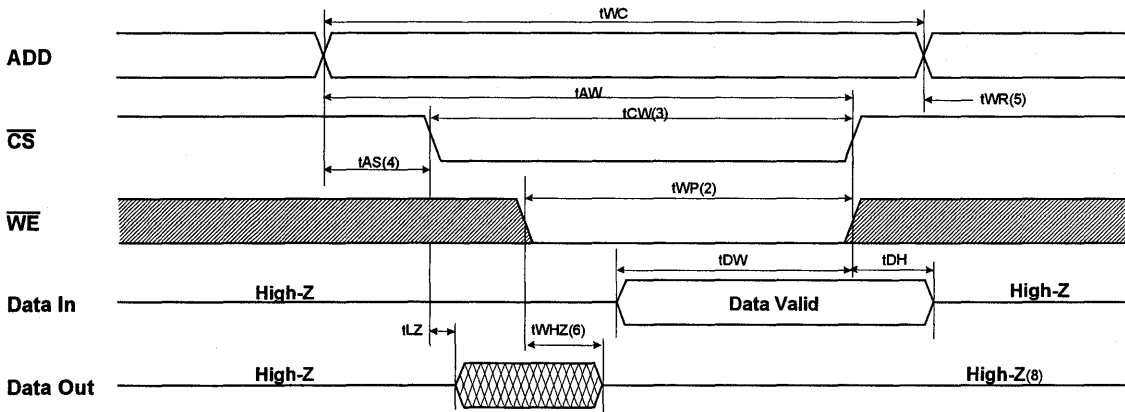 tWC
ADD
tAW
tWR(5)
tCW(3)
CS
tAS(4)
tWP(2)
WE
tDW
tDH
High-Z
High-Z
Data In
Data Valid
tLZ
tWHZ(6)
High-Z
High-Z(8)
Data Out